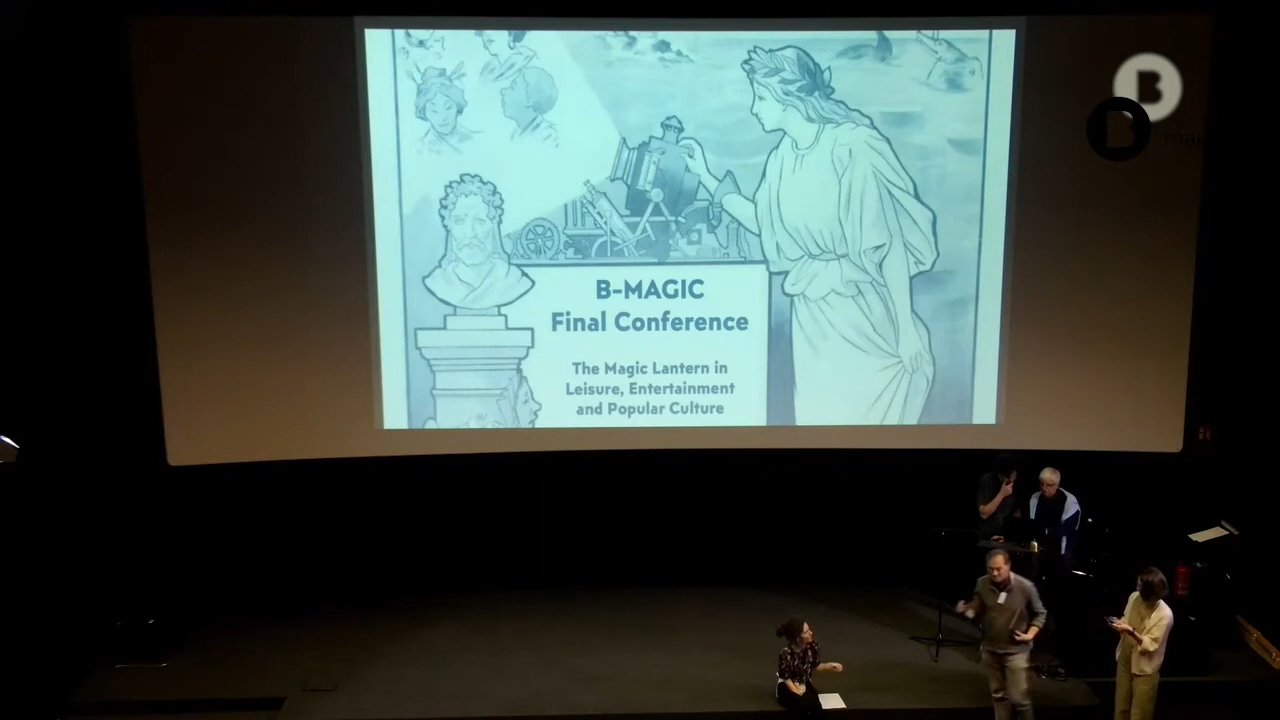 B
B
B-MAGIC
Final Conference
The Magic Lantern in
Leisure, Entertainment
and Popular Culture